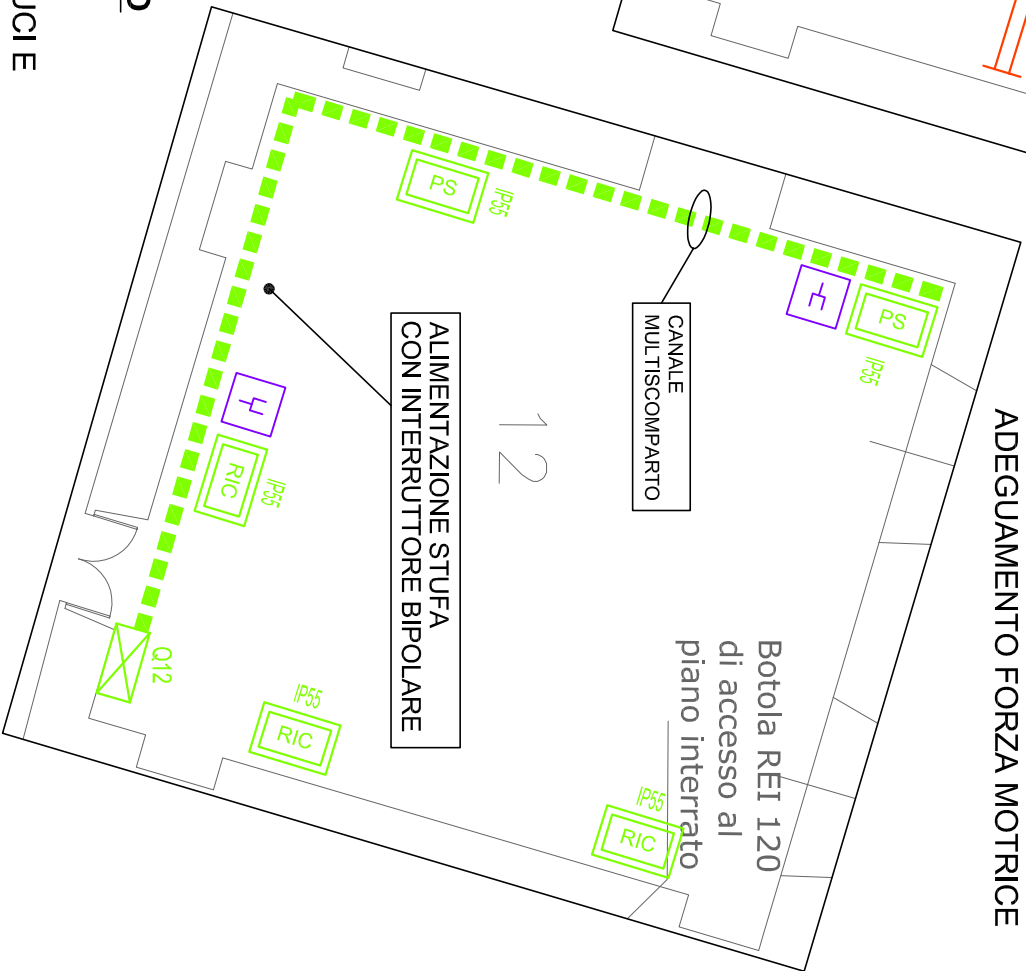 ADEGUAMENTO FORZA MOTRICE
CANALE
MULTISCOMPARTO
ALIMENTAZIONE STUFA
CON INTERRUTTORE BIPOLARE
12
Botola REI 120
di accesso al
piano interrato
PS
IP55
PS
IP55
RIC
IP55
RIC
IP55
RIC
IP55
Q12
UCI E